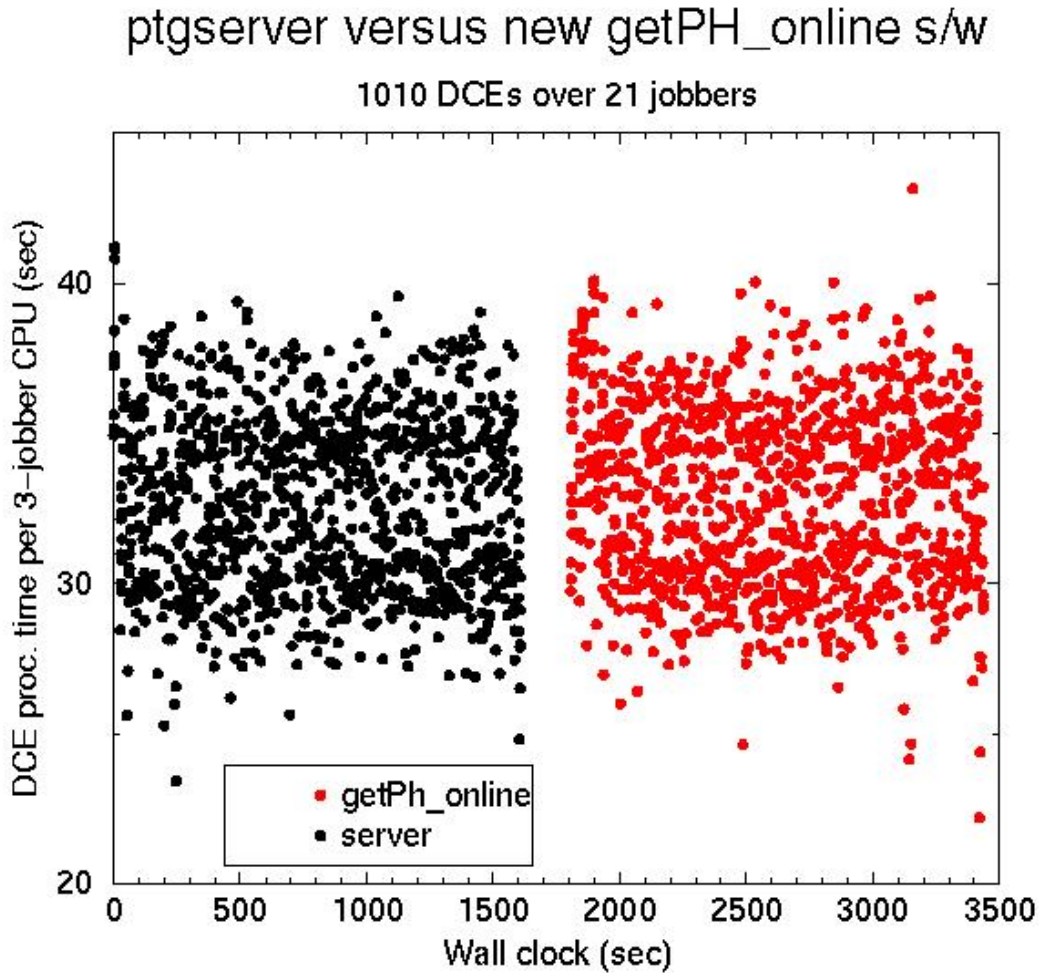 ptgserver versus new getPH_online s/w
1010 DCEs over 21 jobbers
DCE proc. time per 3-jobber CPU (sec)
40
30
20
getPh_online
server
0 500 1000 1500 2000 2500 3000 3500
Wall clock (sec)